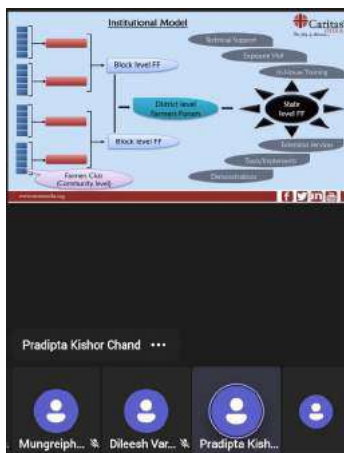 Institutional Model
Caritas
INDIA
Technical Support
Exposure Visit
In-House Training
Block level FF
District level
Farmers Forum
State
level FF
Block level FF
Extension Services
Tools/Implements
Demonstrations
Farmers Club
(Community level)
Pradipta Kishor Chand
Mungreiph...
Dileesh Var...
Pradipta Kish...